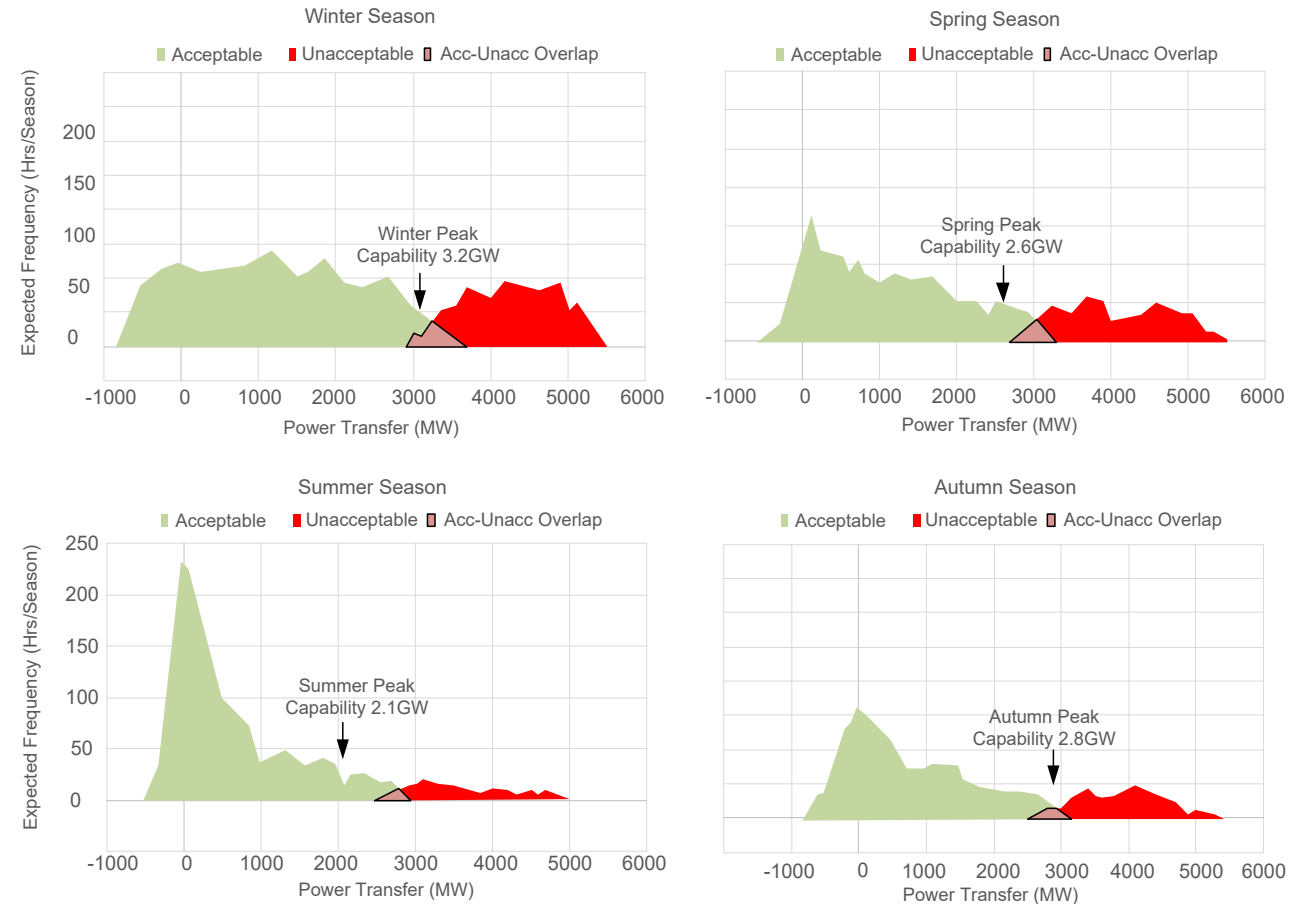 Winter Season
Acceptable Unacceptable Acc-Unacc Overlap
Expected Frequency (Hrs/Season)
200
150
100
50
0
Winter Peak
Capability 3.2GW
-1000 0 1000 2000 3000 4000 5000 6000
Power Transfer (MW)
Spring Season
Acceptable Unacceptable Acc-Unacc Overlap
Spring Peak
Capability 2.6GW
-1000 0 1000 2000 3000 4000 5000 6000
Power Transfer (MW)
Summer Season
Acceptable Unacceptable Acc-Unacc Overlap
Expected Frequency (Hrs/Season)
250
200
150
100
50
0
Summer Peak
Capability 2.1GW
-1000 0 1000 2000 3000 4000 5000 6000
Power Transfer (MW)
Autumn Season
Acceptable Unacceptable Acc-Unacc Overlap
Autumn Peak
Capability 2.8GW
-1000 0 1000 2000 3000 4000 5000 6000
Power Transfer (MW)